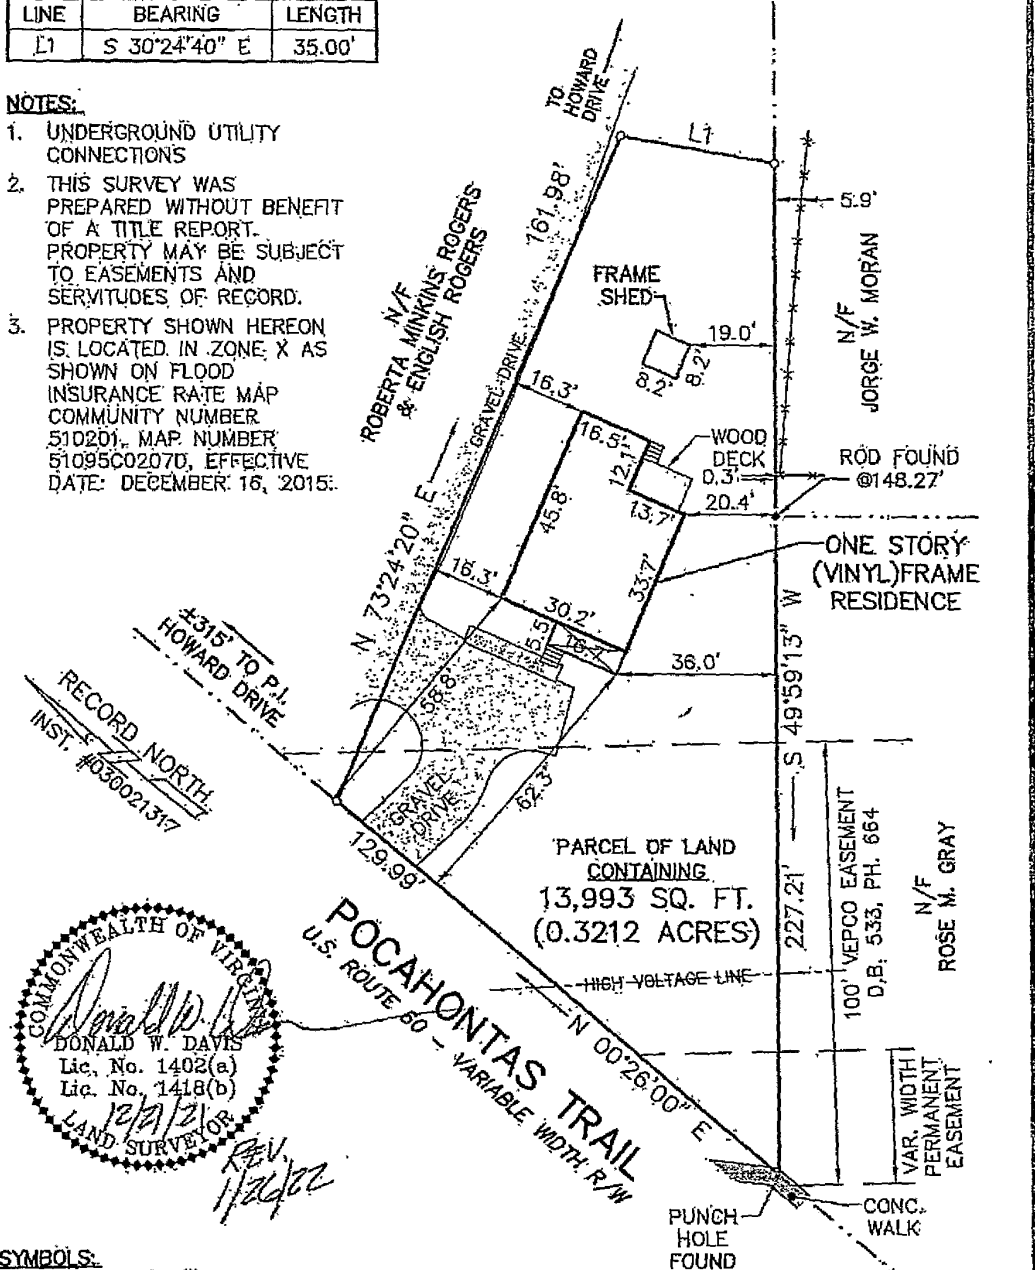 LINE BEARING LENGTH
L1 S 30°24'40" E 35.00'
NOTES:
1. UNDERGROUND UTILITY
CONNECTIONS
2. THIS SURVEY WAS
PREPARED WITHOUT BENEFIT
OF A TITLE REPORT.
PROPERTY MAY BE SUBJECT
TO EASEMENTS AND
SERVITUDES OF RECORD.
3. PROPERTY SHOWN HEREON
IS LOCATED IN ZONE X AS
SHOWN ON FLOOD
INSURANCE RATE MAP
COMMUNITY NUMBER
510201, MAP NUMBER
51095C0207D, EFFECTIVE
DATE: DECEMBER 16, 2015.
TO
HOWARD
DRIVE
L1
161.98'
5.9'
N/F
ROBERTA MINKINS ROGERS
& ENGLISH ROGERS
N/F
JORGE W. MORAN
FRAME
SHED
19.0'
8.2'
8.2'
GRAVEL DRIVE
16.3'
16.5'
12.1'
WOOD
DECK
0.3'
ROD FOUND
@148.27'
20.4'
13.7'
45.8'
33.7'
ONE STORY
(VINYL)FRAME
RESIDENCE
N 73°24'20" E
16.3'
30.2'
5.5'
36.0'
S 49°59'13" W
±315' TO P.I.
HOWARD DRIVE
RECORD NORTH
INST. #030021317
58.8'
62.3'
GRAVEL
DRIVE
129.99'
PARCEL OF LAND
CONTAINING
13,993 SQ. FT.
(0.3212 ACRES)
227.21'
100' VEPCO EASEMENT
D.B. 533, PH. 664
N/F
ROSE M. GRAY
HIGH VOLTAGE LINE
POCAHONTAS TRAIL
U.S. ROUTE 60 - VARIABLE WIDTH R/W
N 00°26'00" E
VAR. WIDTH
PERMANENT
EASEMENT
COMMONWEALTH OF VIRGINIA
Donald W. Davis
DONALD W. DAVIS
Lic. No. 1402(a)
Lic. No. 1418(b)
12/21/21
LAND SURVEYOR
REV.
1/26/22
PUNCH
HOLE
FOUND
CONC.
WALK
SYMBOLS: